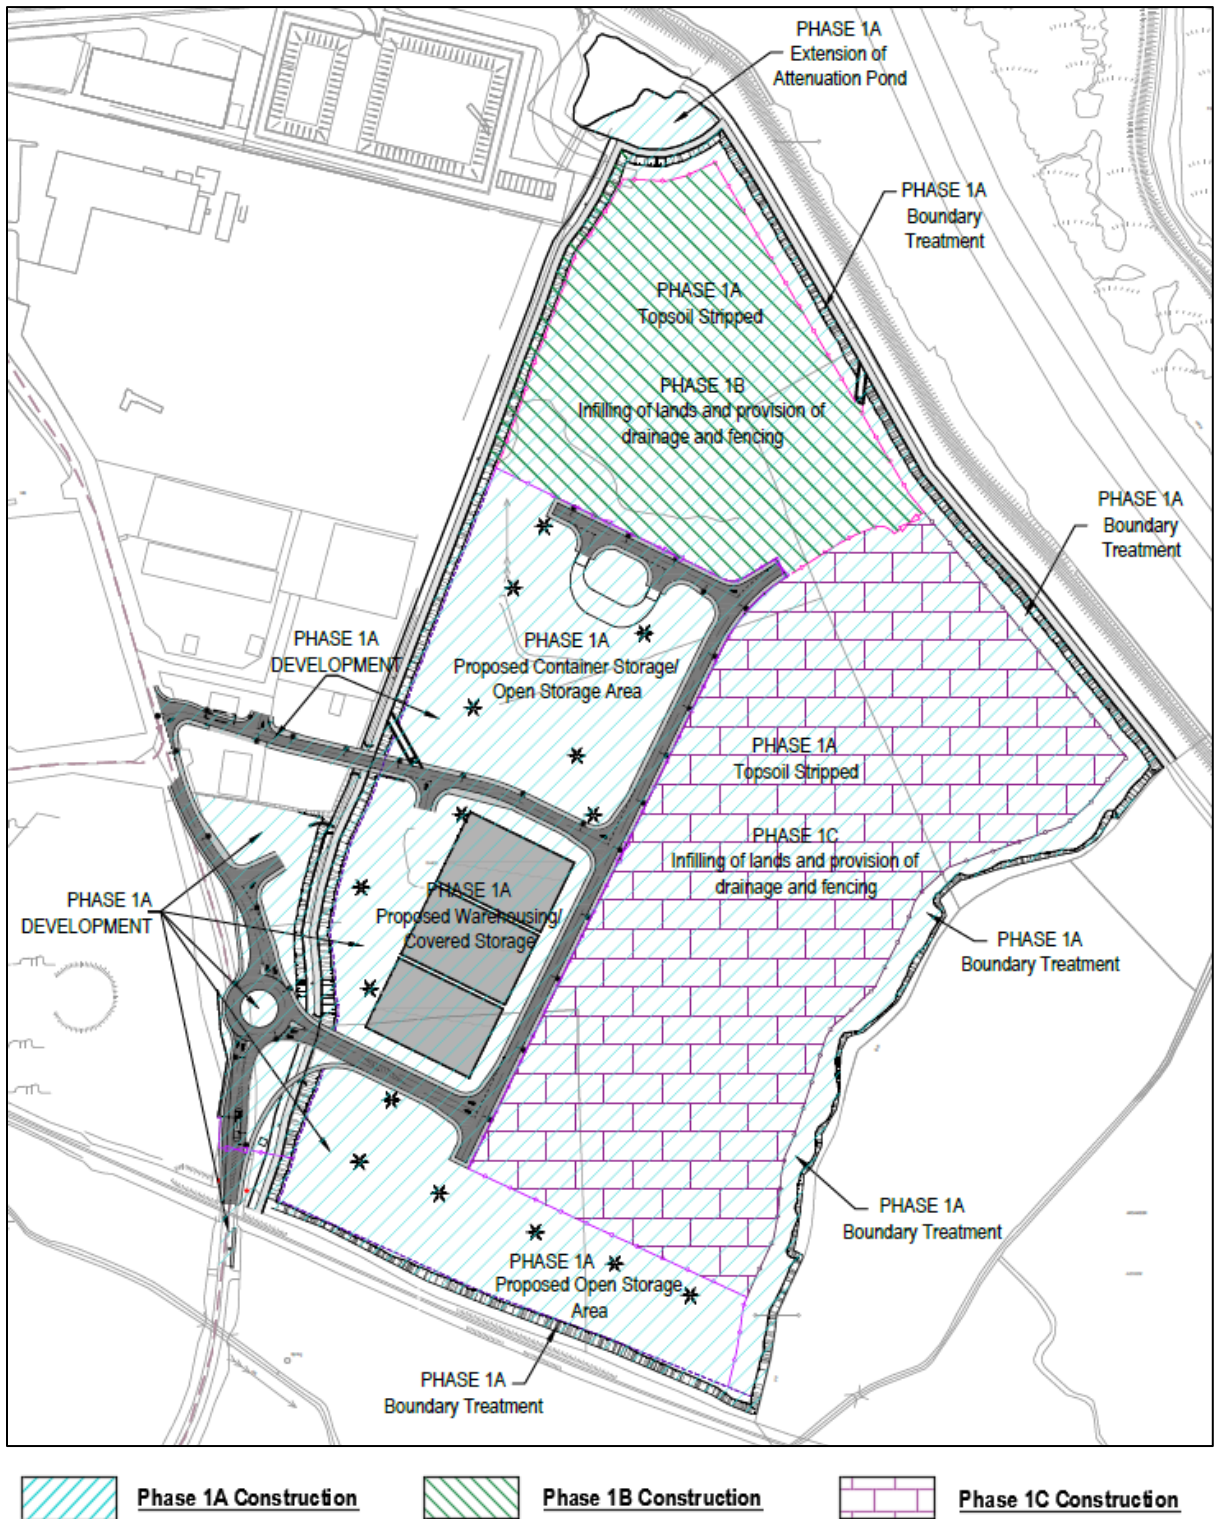 PHASE 1A
Extension of
Attenuation Pond
PHASE 1A
Boundary
Treatment
PHASE 1A
Topsoil Stripped
PHASE 1B
Infilling of lands and provision of
drainage and fencing
PHASE 1A
Boundary
Treatment
PHASE 1A
DEVELOPMENT
PHASE 1A
Proposed Container Storage/
Open Storage Area
PHASE 1A
Topsoil Stripped
PHASE 1C
Infilling of lands and provision of
drainage and fencing
PHASE 1A
DEVELOPMENT
PHASE 1A
Proposed Warehousing/
Covered Storage
PHASE 1A
Boundary Treatment
PHASE 1A
Boundary Treatment
PHASE 1A
Proposed Open Storage
Area
PHASE 1A
Boundary Treatment
Phase 1A Construction
Phase 1B Construction
Phase 1C Construction